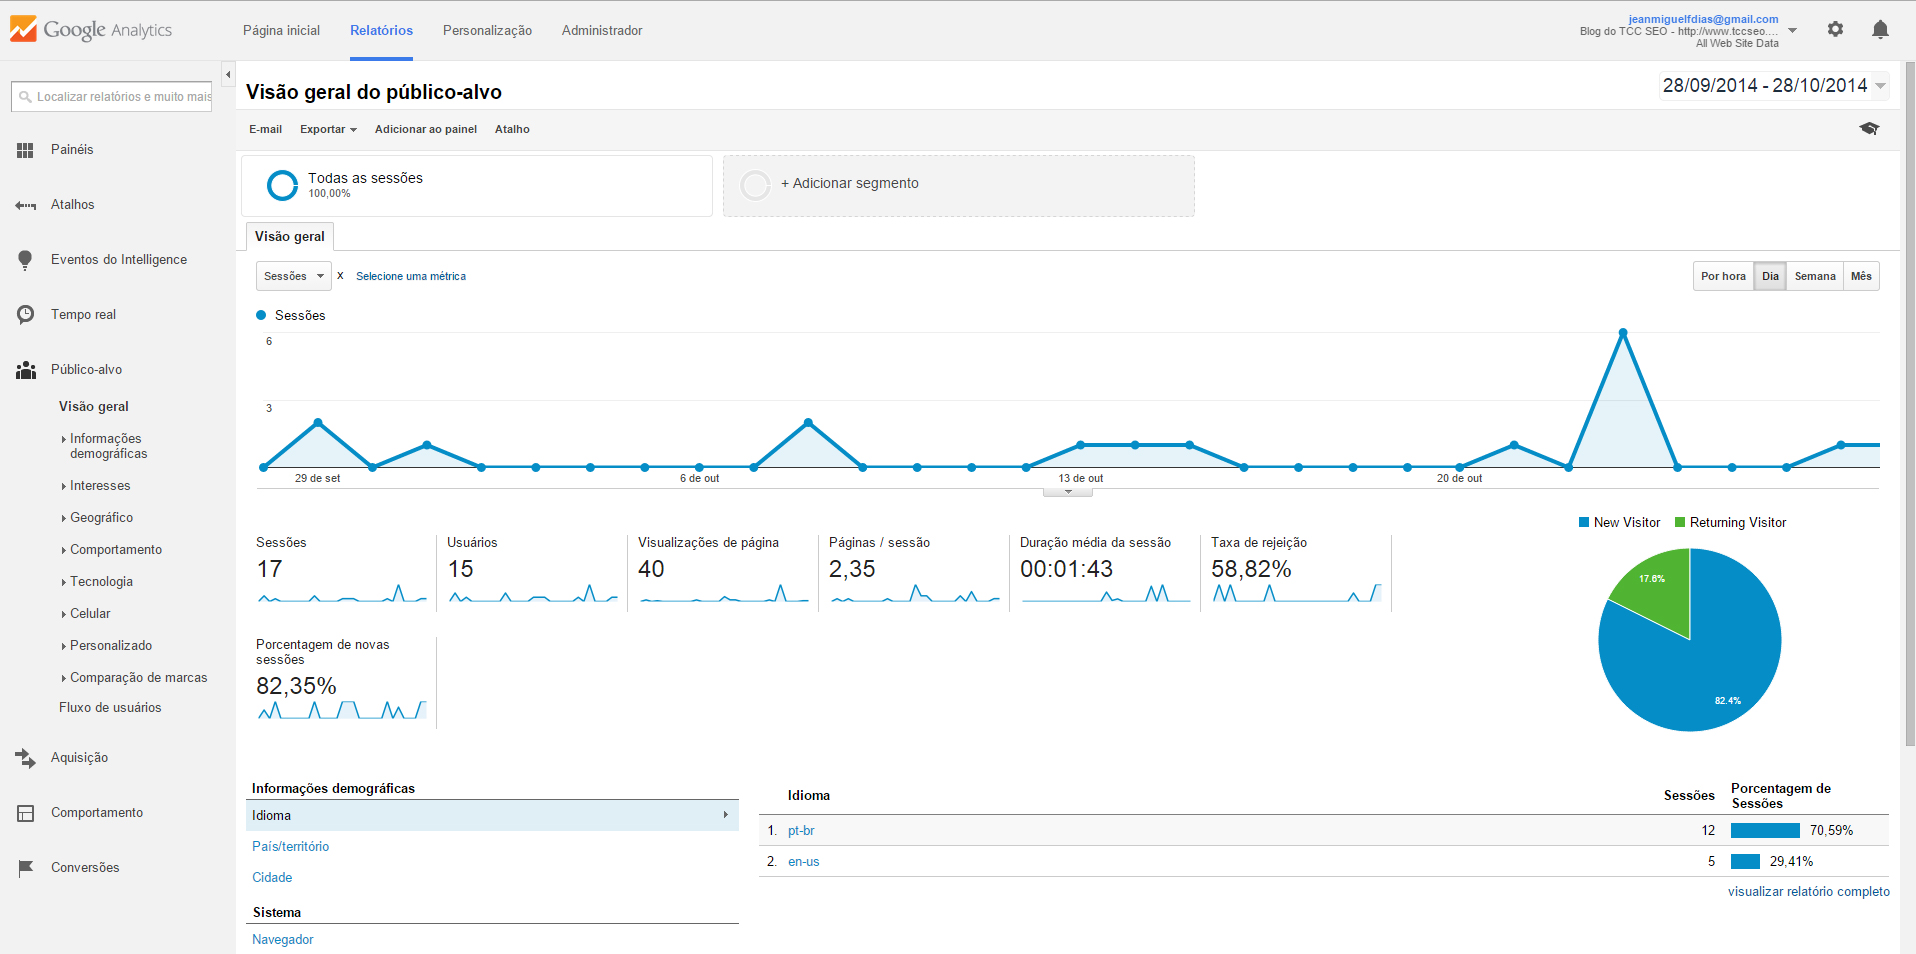 Google Analytics
Página inicial
Relatórios
Personalização
Administrador
jeanmiguelfdias@gmail.com
Blog do TCC SEO - http://www.tccseo....
All Web Site Data
Localizar relatórios e muito mais
Painéis
Atalhos
Eventos do Intelligence
Tempo real
Público-alvo
Visão geral
Informações
demográficas
Interesses
Geográfico
Comportamento
Tecnologia
Celular
Personalizado
Comparação de marcas
Fluxo de usuários
Aquisição
Comportamento
Conversões
Visão geral do público-alvo
28/09/2014 - 28/10/2014
E-mail
Exportar
Adicionar ao painel
Atalho
Todas as sessões
100,00%
+ Adicionar segmento
Visão geral
Sessões
x
Selecione uma métrica
Por hora
Dia
Semana
Mês
Sessões
6
3
29 de set
6 de out
13 de out
20 de out
Sessões
17
Usuários
15
Visualizações de página
40
Páginas / sessão
2,35
Duração média da sessão
00:01:43
Taxa de rejeição
58,82%
Porcentagem de novas
sessões
82,35%
New Visitor
Returning Visitor
17.6%
82.4%
Informações demográficas
Idioma
País/território
Cidade
Sistema
Navegador
Idioma
Sessões
Porcentagem de
Sessões
1. pt-br 12 70,59%
2. en-us 5 29,41%
visualizar relatório completo